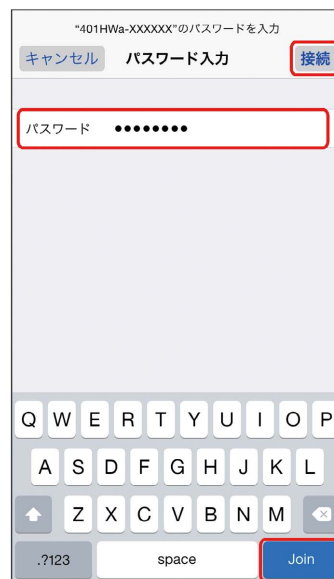 “401HWa-XXXXXX”のパスワードを入力
キャンセル パスワード入力 接続
パスワード ●●●●●●●●
Q W E R T Y U I O P
A S D F G H J K L
Z X C V B N M
.?123 space Join